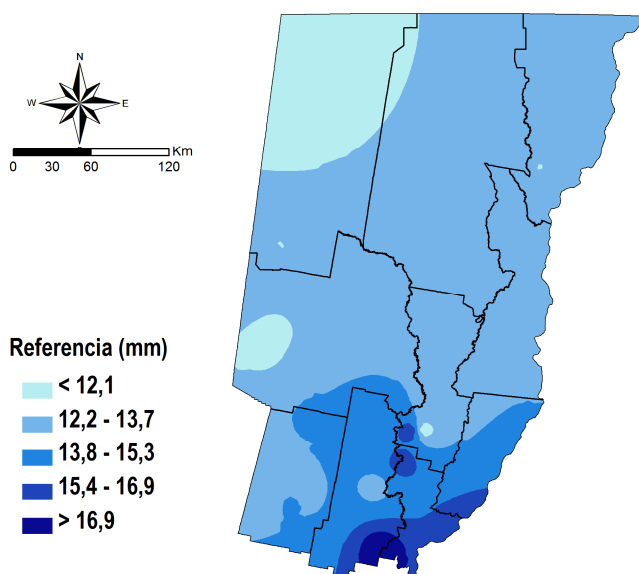 N
W E
Km
0 30 60 120
Referencia (mm)
< 12,1
12,2 - 13,7
13,8 - 15,3
15,4 - 16,9
> 16,9